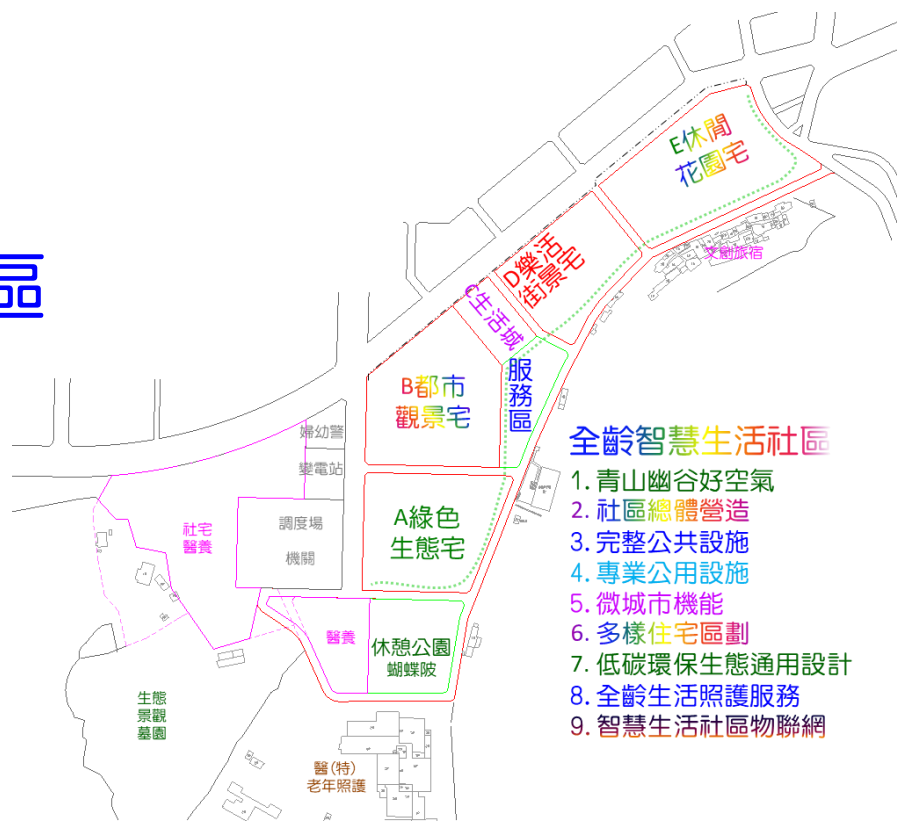 區
E休閒
花園宅
文創旅宿
D樂活
街景宅
C生活城
服務區
B都市
觀景宅
婦幼警
變電站
調度場
機關
社宅
醫養
A綠色
生態宅
醫養
休憩公園
蝴蝶陂
生態
景觀
墓園
醫(特)
老年照護
全齡智慧生活社區
1. 青山幽谷好空氣
2. 社區總體營造
3. 完整公共設施
4. 專業公用設施
5. 微城市機能
6. 多樣住宅區劃
7. 低碳環保生態通用設計
8. 全齡生活照護服務
9. 智慧生活社區物聯網